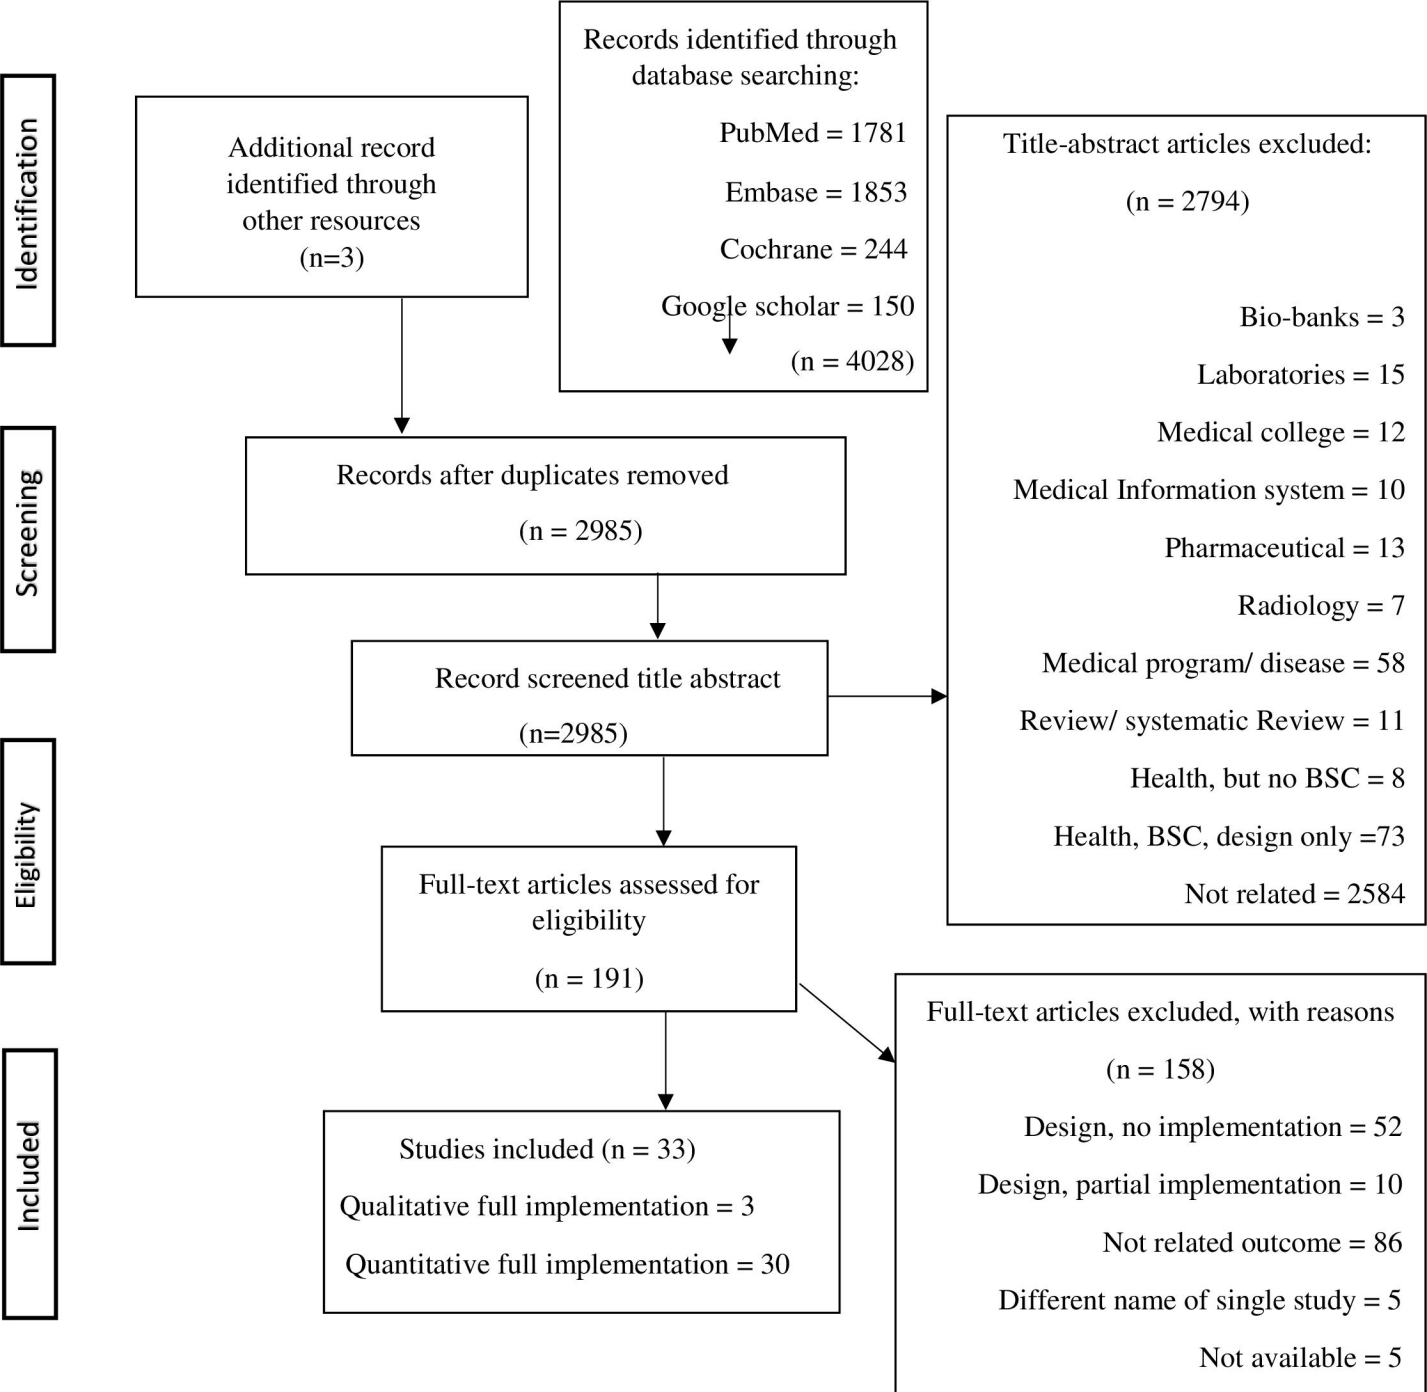 Identification
Additional record
identified through
other resources
(n=3)
Records identified through
database searching:
PubMed = 1781
Embase = 1853
Cochrane = 244
Google scholar = 150
(n = 4028)
Title-abstract articles excluded:
(n = 2794)
Bio-banks = 3
Laboratories = 15
Medical college = 12
Medical Information system = 10
Pharmaceutical = 13
Radiology = 7
Medical program/ disease = 58
Review/ systematic Review = 11
Health, but no BSC = 8
Health, BSC, design only =73
Not related = 2584
Screening
Records after duplicates removed
(n = 2985)
Record screened title abstract
(n=2985)
Eligibility
Full-text articles assessed for
eligibility
(n = 191)
Full-text articles excluded, with reasons
(n = 158)
Design, no implementation = 52
Design, partial implementation = 10
Not related outcome = 86
Different name of single study = 5
Not available = 5
Included
Studies included (n = 33)
Qualitative full implementation = 3
Quantitative full implementation = 30